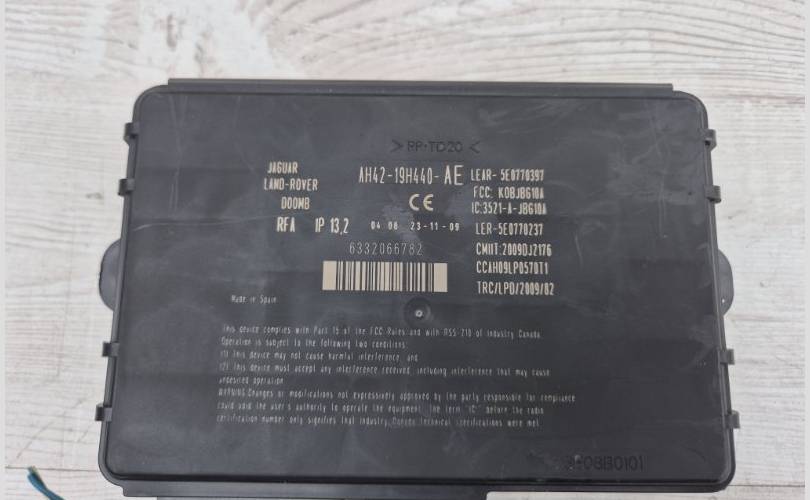 > PP-TD20 <
JAGUAR
LAND-ROVER
DOOMB
RFA IP 13,2
AH42-19H440-AE
CE
04 08 23-11-09
6332066782
LEAR- 5E0770397
FCC: KOBJBG10A
IC:3521-A-JBG10A
LER-5E0770237
CMIIT:2009DJ2176
CCAH09LP0570T1
TRC/LPD/2009/82
Made in Spain
This device complies with Part 15 of the FCC Rules and with RSS-210 of Industry Canada.
Operation is subject to the following two conditions:
(1) This device may not cause harmful interference, and
(2) This device must accept any interference received, including interference that may cause
undesired operation
WARNING Changes or modifications not expressively approved by the party responsible for compliance
could void the user's authority to operate the equipment. The term "IC" before the radio
certification number only signifies that Industry Canada technical specifications were met.